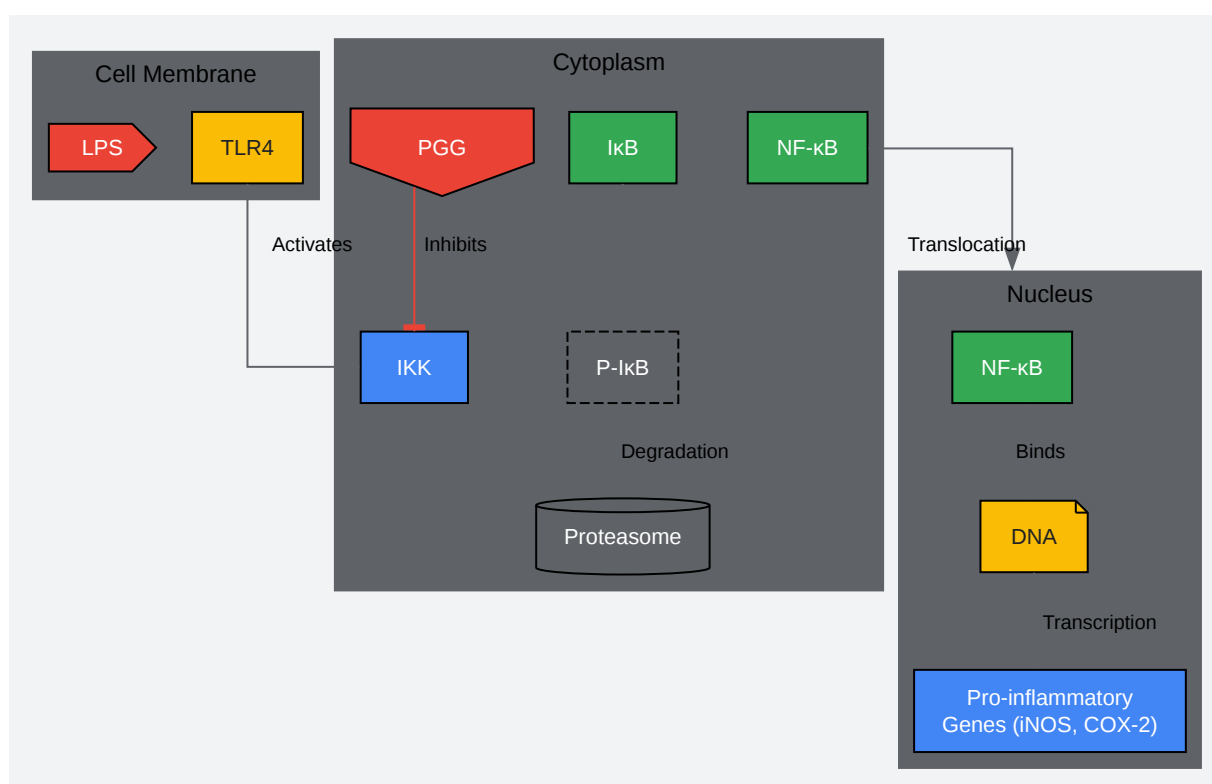 Cell Membrane
LPS
TLR4
Activates
Cytoplasm
PGG
IκB
NF-κB
Inhibits
IKK
P-IκB
Degradation
Proteasome
Translocation
Nucleus
NF-κB
Binds
DNA
Transcription
Pro-inflammatory
Genes (iNOS, COX-2)